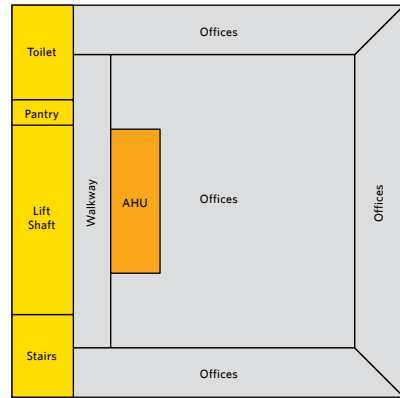 Offices
Toilet
Pantry
Walkway
AHU
Offices
Offices
Lift
Shaft
Stairs
Offices